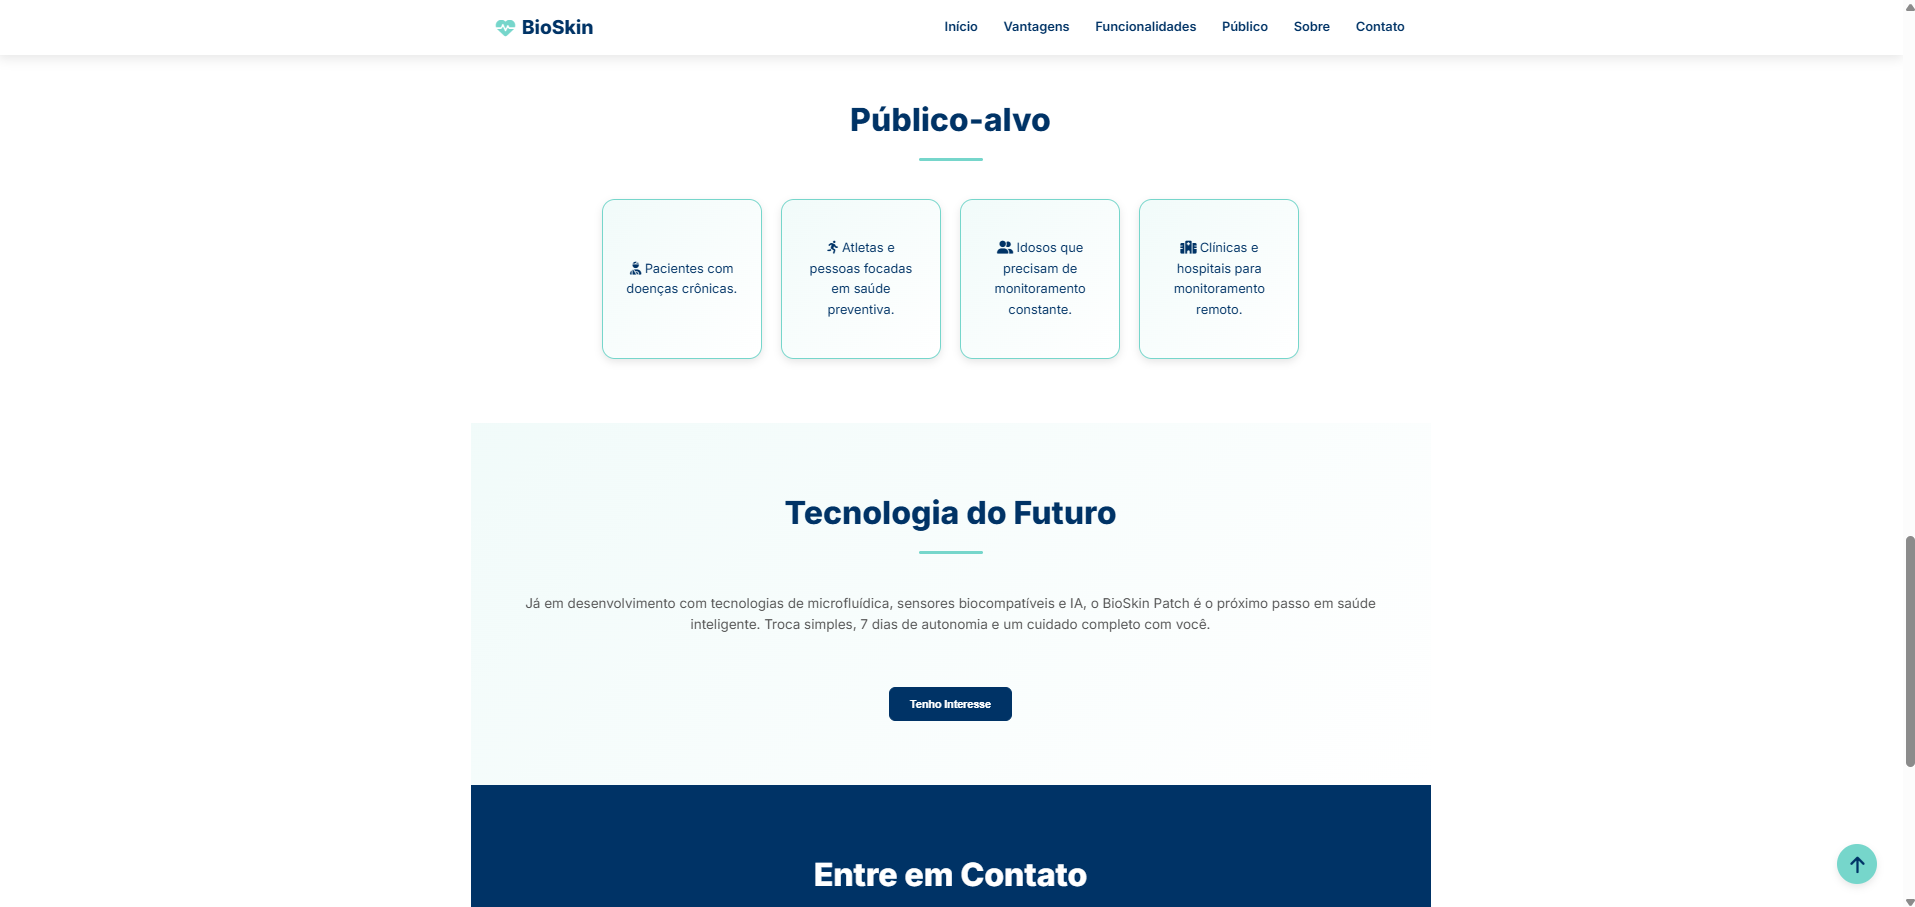 BioSkin
Início
Vantagens
Funcionalidades
Público
Sobre
Contato
Público-alvo
Pacientes com
doenças crônicas.
Atletas e
pessoas focadas
em saúde
preventiva.
Idosos que
precisam de
monitoramento
constante.
Clínicas e
hospitais para
monitoramento
remoto.
Tecnologia do Futuro
Já em desenvolvimento com tecnologias de microfluídica, sensores biocompatíveis e IA, o BioSkin Patch é o próximo passo em saúde
inteligente. Troca simples, 7 dias de autonomia e um cuidado completo com você.
Tenho Interesse
Entre em Contato